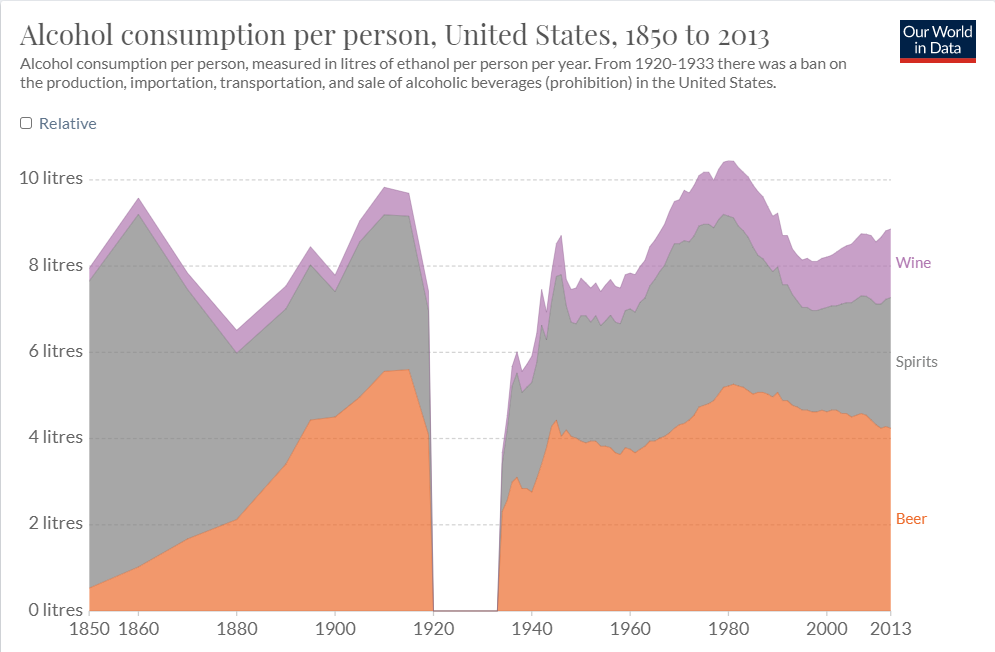 Alcohol consumption per person, United States, 1850 to 2013
Our World
in Data
Alcohol consumption per person, measured in litres of ethanol per person per year. From 1920-1933 there was a ban on
the production, importation, transportation, and sale of alcoholic beverages (prohibition) in the United States.
Relative
10 litres
8 litres
Wine
6 litres
Spirits
4 litres
2 litres
Beer
0 litres
1850 1860 1880 1900 1920 1940 1960 1980 2000 2013